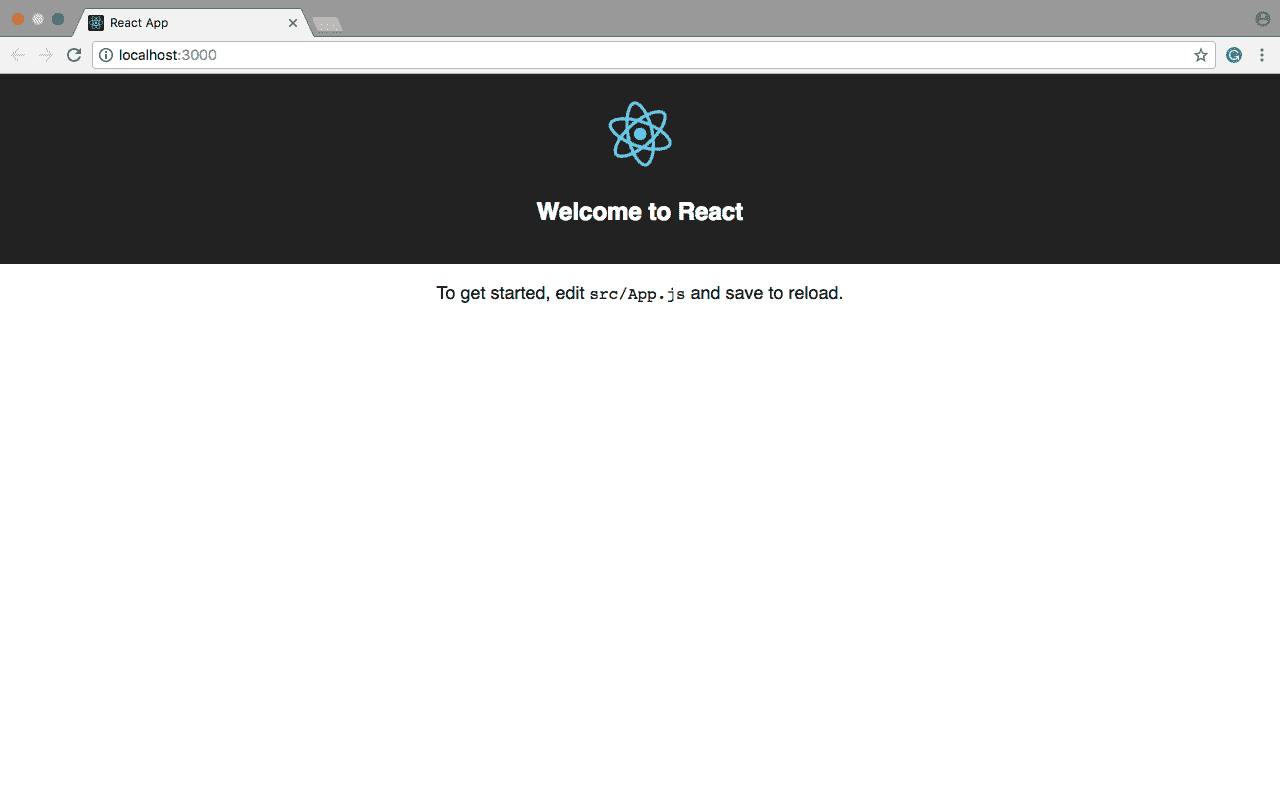 React App
localhost:3000
Welcome to React
To get started, edit src/App.js and save to reload.